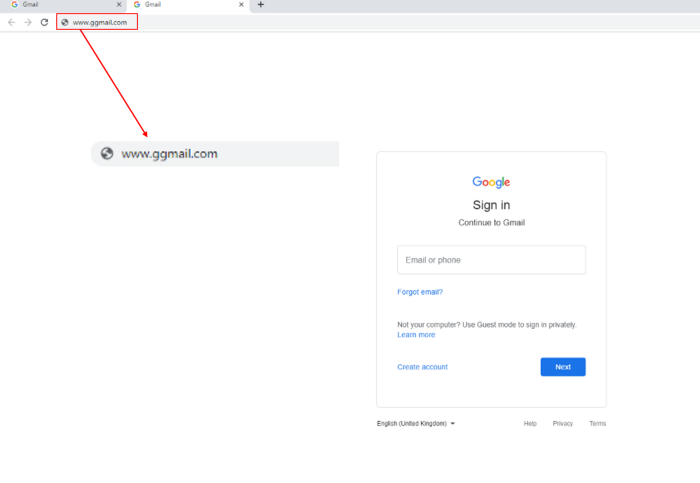 Gmail
Gmail
www.ggmail.com
www.ggmail.com
Google
Sign in
Continue to Gmail
Email or phone
Forgot email?
Not your computer? Use Guest mode to sign in privately.
Learn more
Create account
Next
English (United Kingdom)
Help Privacy Terms